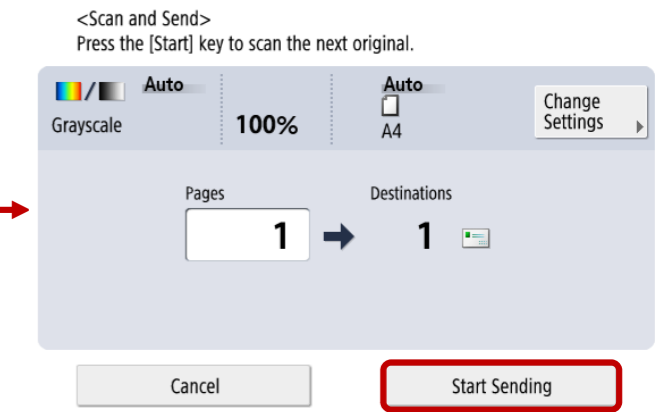 <Scan and Send>
Press the [Start] key to scan the next original.
Auto
Auto
Grayscale
100%
A4
Change
Settings
Pages
Destinations
1
1
Cancel
Start Sending